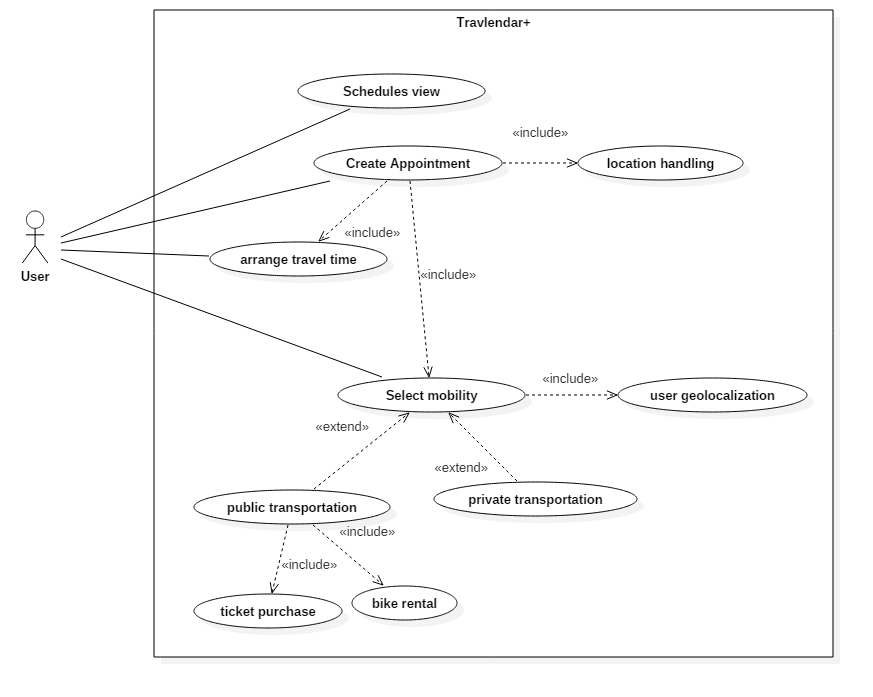 Travlendar+
Schedules view
«include»
Create Appointment
location handling
«include»
User
arrange travel time
«include»
«include»
Select mobility
user geolocalization
«extend»
«extend»
private transportation
public transportation
«include»
«include»
bike rental
ticket purchase